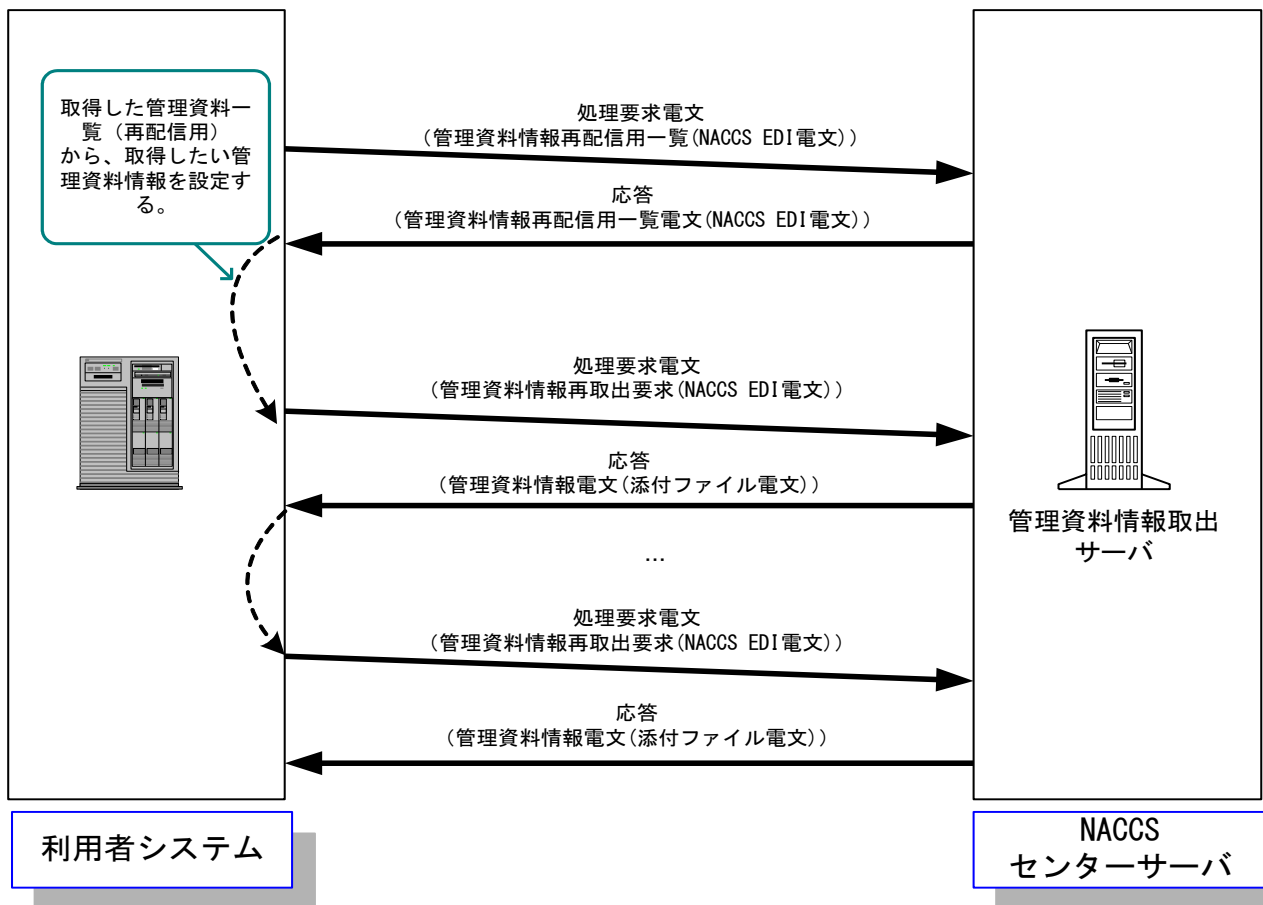 取得した管理資料一
覧（再配信用）
から、取得したい管
理資料情報を設定す
る。
処理要求電文
（管理資料情報再配信用一覧(NACCS EDI電文)）
応答
（管理資料情報再配信用一覧電文(NACCS EDI電文)）
処理要求電文
（管理資料情報再取出要求(NACCS EDI電文)）
応答
（管理資料情報電文(添付ファイル電文)）
…
処理要求電文
（管理資料情報再取出要求(NACCS EDI電文)）
応答
（管理資料情報電文(添付ファイル電文)）
管理資料情報取出
サーバ
利用者システム
NACCS
センターサーバ